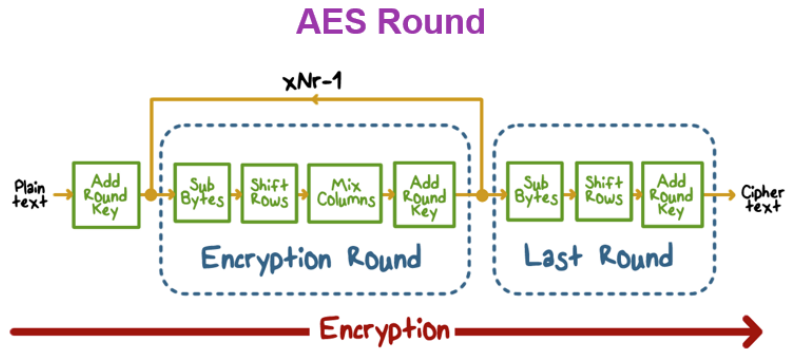 AES Round
xNr-1
Plain
text
Add
Round
Key
Sub
Bytes
Shift
Rows
Mix
Columns
Add
Round
Key
Encryption Round
Sub
Bytes
Shift
Rows
Add
Round
Key
Last Round
Cipher
text
Encryption